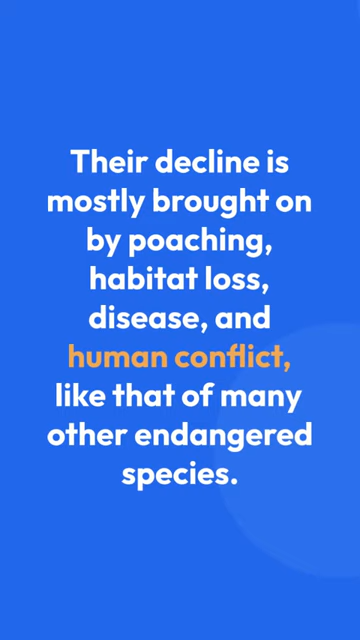 Their decline is
mostly brought on
by poaching,
habitat loss,
disease, and
human conflict,
like that of many
other endangered
species.